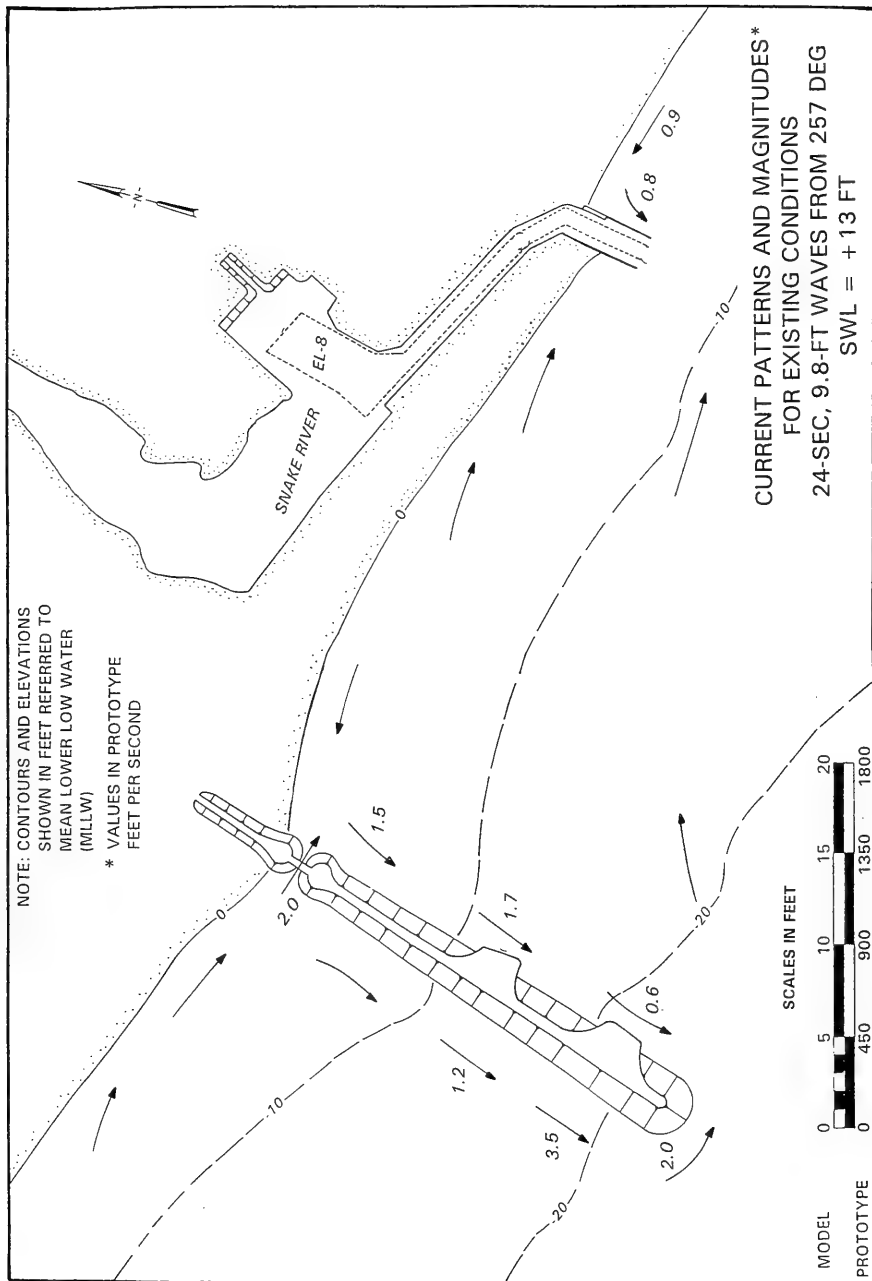 NOTE: CONTOURS AND ELEVATIONS
SHOWN IN FEET REFERRED TO
MEAN LOWER LOW WATER
(MLLW)
* VALUES IN PROTOTYPE
FEET PER SECOND
-N-
SNAKE RIVER
EL-8
0
0
2.0
1.5
1.7
0.6
1.2
3.5
2.0
-10
-20
-10
-20
0.8
0.9
SCALES IN FEET
MODEL 0 5 10 15 20
PROTOTYPE 0 450 900 1350 1800
CURRENT PATTERNS AND MAGNITUDES*
FOR EXISTING CONDITIONS
24-SEC, 9.8-FT WAVES FROM 257 DEG
SWL = +13 FT